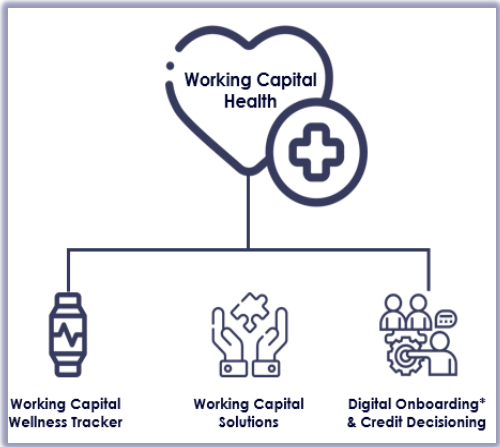 Working Capital
Health
Working Capital
Wellness Tracker
Working Capital
Solutions
Digital Onboarding*
& Credit Decisioning